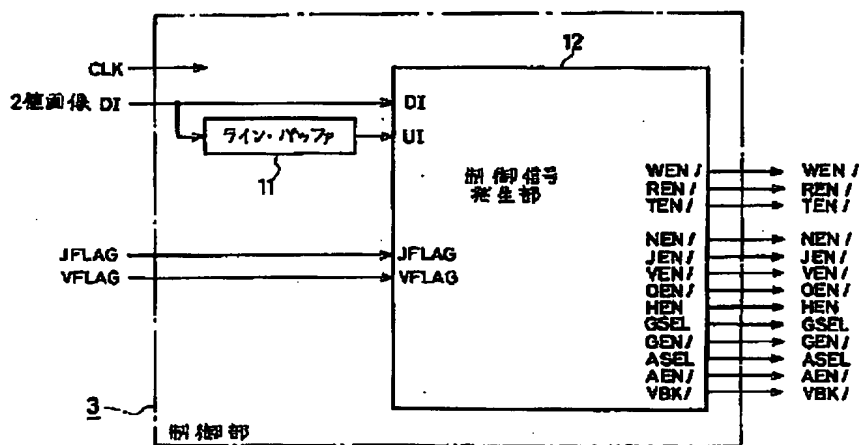 12
CLK
2値画像 DI
DI
ライン・バッファ
UI
11
制御信号
発生部
WEN/ WEN/
REN/ REN/
TEN/ TEN/
NEN/ NEN/
JFLAG JFLAG JEN/ JEN/
VFLAG VFLAG VEN/ VEN/
OEN/ OEN/
HEN HEN
GSEL GSEL
GEN/ GEN/
ASEL ASEL
AEN/ AEN/
VBK/ VBK/
3
制御部